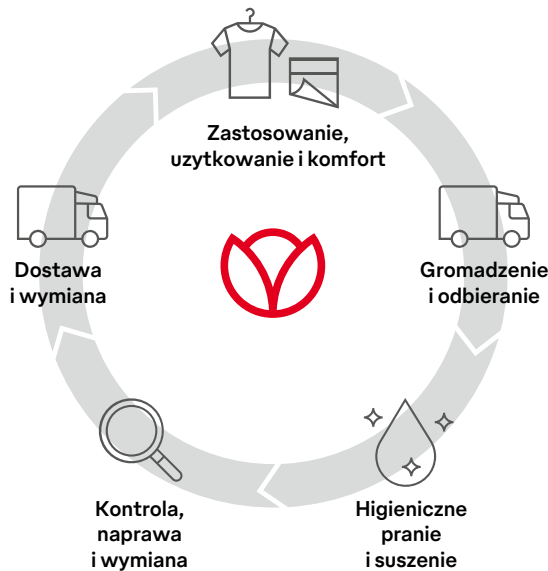 Zastosowanie,
uzytkowanie i komfort
Gromadzenie
i odbieranie
Higieniczne
pranie
i suszenie
Kontrola,
naprawa
i wymiana
Dostawa
i wymiana